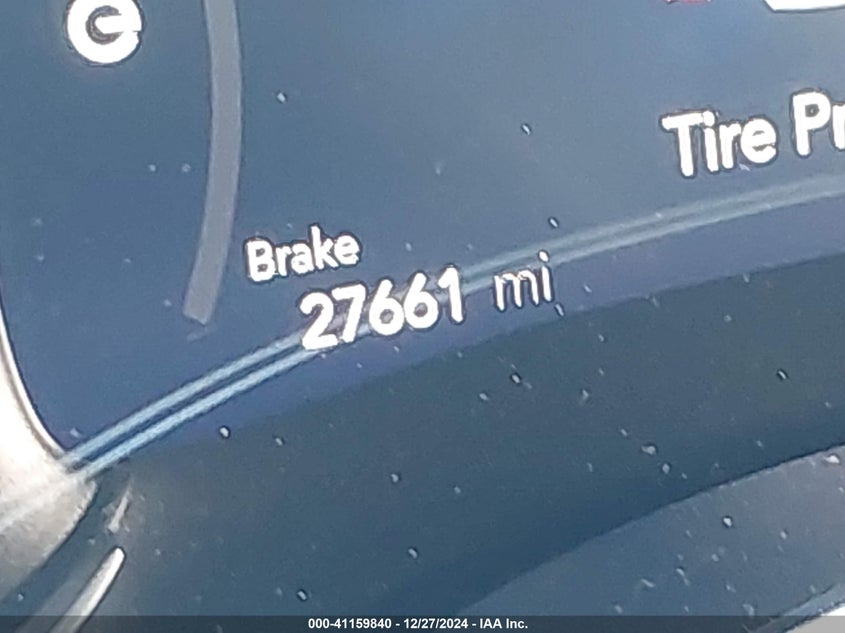 Tire Pr
Brake
27661 mi
000-41159840 - 12/27/2024 - IAA Inc.